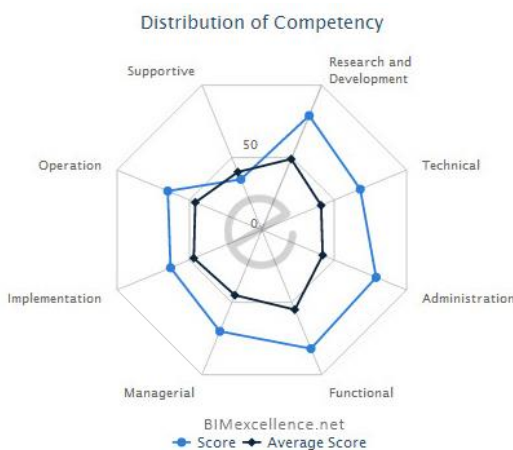 Distribution of Competency
Research and
Development
Supportive
50
Operation
Technical
0
Implementation
Administration
Managerial
Functional
BIMexcellence.net
Score
Average Score